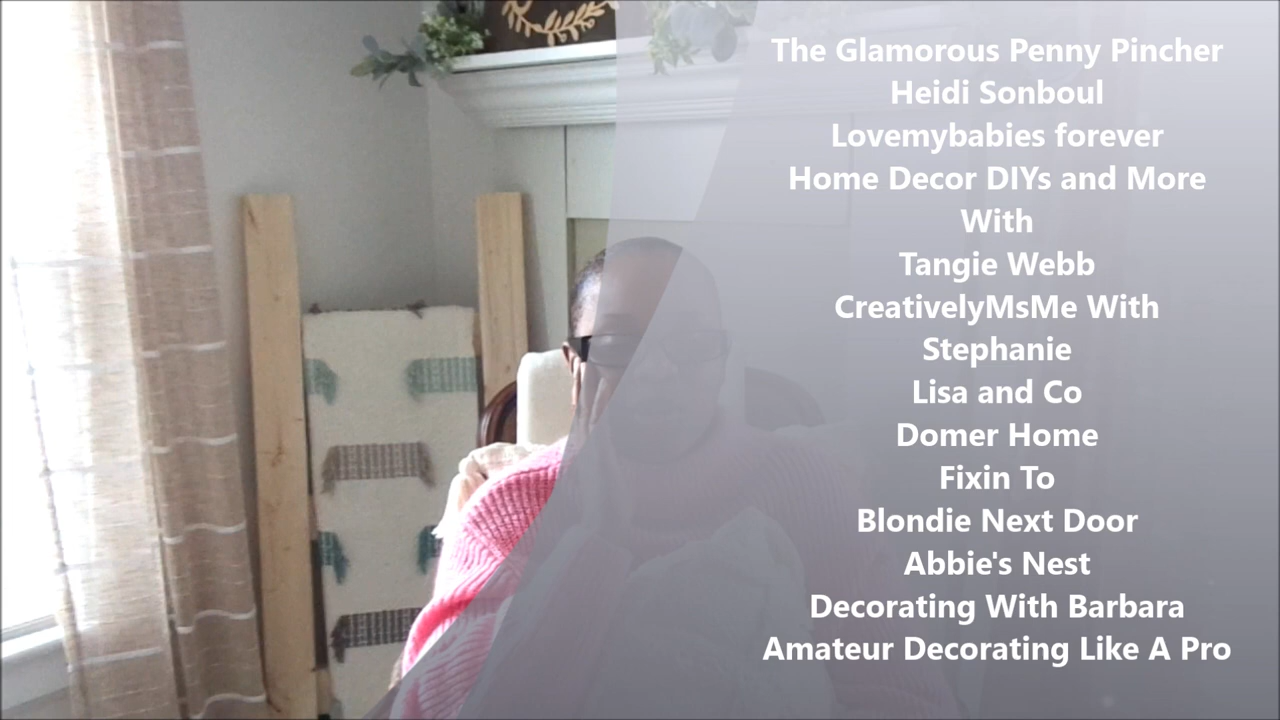 The Glamorous Penny Pincher
Heidi Sonboul
Lovemybabies forever
Home Decor DIYs and More
With
Tangie Webb
CreativelyMsMe With
Stephanie
Lisa and Co
Domer Home
Fixin To
Blondie Next Door
Abbie's Nest
Decorating With Barbara
Amateur Decorating Like A Pro